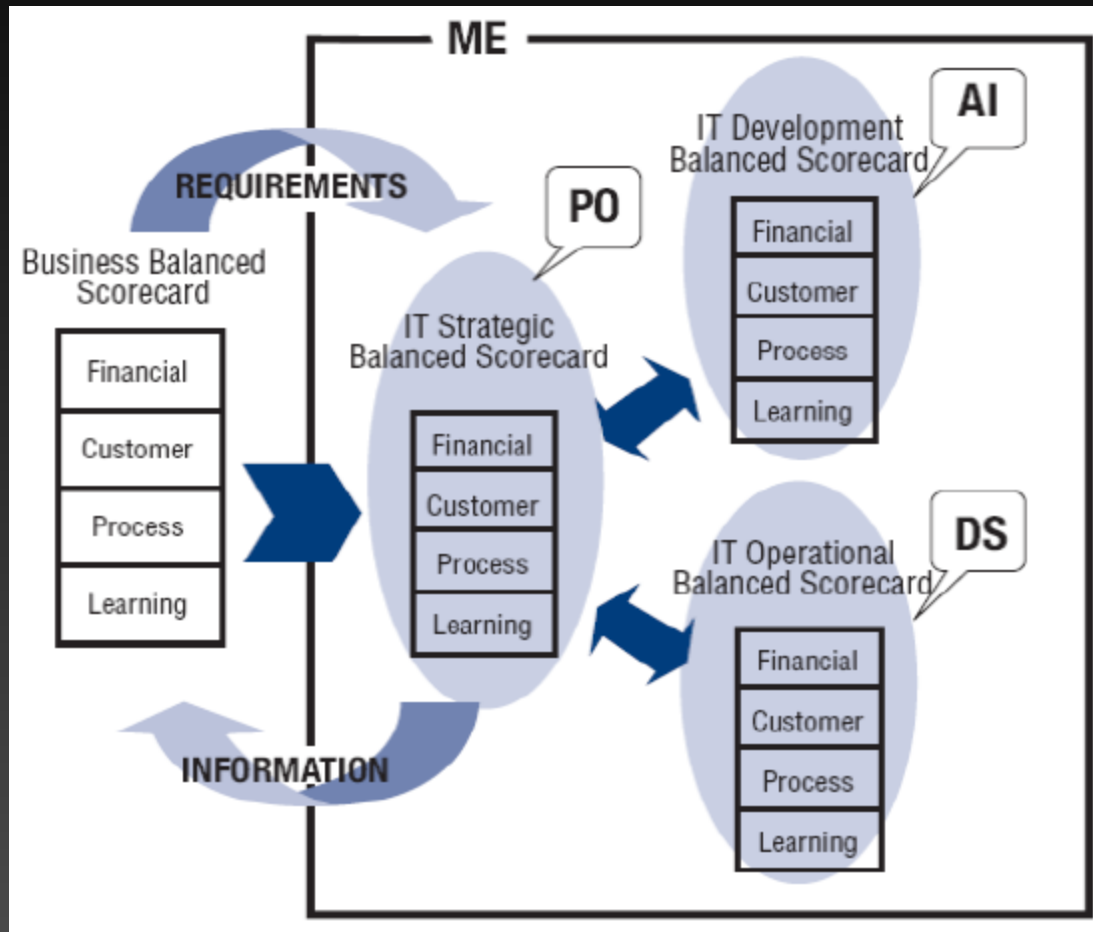 ME
REQUIREMENTS
Business Balanced
Scorecard
Financial
Customer
Process
Learning
INFORMATION
PO
IT Strategic
Balanced Scorecard
Financial
Customer
Process
Learning
AI
IT Development
Balanced Scorecard
Financial
Customer
Process
Learning
DS
IT Operational
Balanced Scorecard
Financial
Customer
Process
Learning